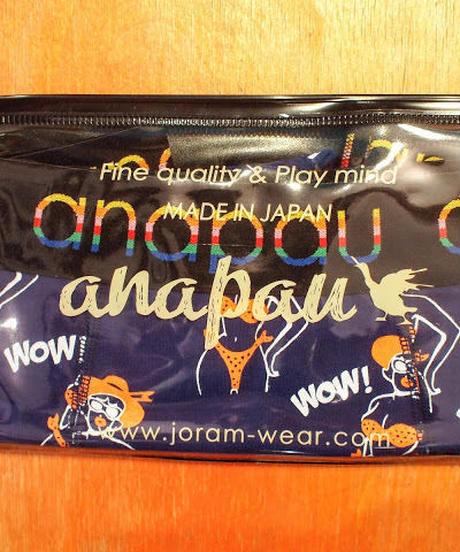 Fine quality & Play mind
MADE IN JAPAN
anapau
anapau
WOW
WOW!
www.joram-wear.com